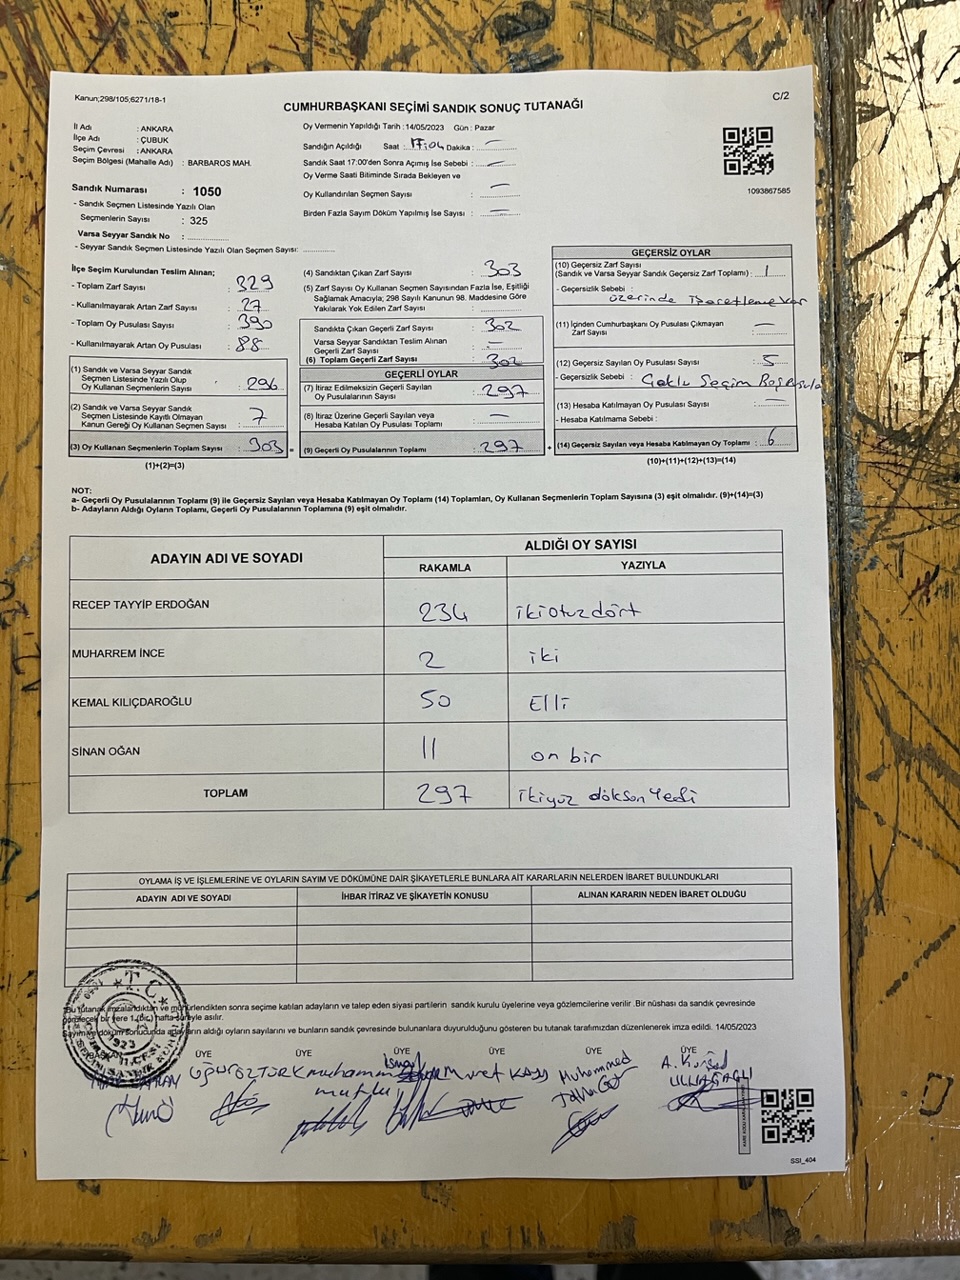 Kanun;298/105;6271/18-1
C/2
CUMHURBAŞKANI SEÇİMİ SANDIK SONUÇ TUTANAĞI
İl Adı : ANKARA
İlçe Adı : ÇUBUK
Seçim Çevresi : ANKARA
Seçim Bölgesi (Mahalle Adı) : BARBAROS MAH.
Sandık Numarası : 1050
- Sandık Seçmen Listesinde Yazılı Olan
Seçmenlerin Sayısı : 325
Varsa Seyyar Sandık No :
- Seyyar Sandık Seçmen Listesinde Yazılı Olan Seçmen Sayısı:
Oy Vermenin Yapıldığı Tarih : 14/05/2023 Gün : Pazar
Sandığın Açıldığı Saat : 17:04 Dakika : —
Sandık Saat 17:00'den Sonra Açımış İse Sebebi : —
Oy Verme Saati Bitiminde Sırada Bekleyen ve
Oy Kullandırılan Seçmen Sayısı —
Birden Fazla Sayım Döküm Yapılmış İse Sayısı : —
1093867585
İlçe Seçim Kurulundan Teslim Alınan;
- Toplam Zarf Sayısı : 329
- Kullanılmayarak Artan Zarf Sayısı : 27
- Toplam Oy Pusulası Sayısı : 390
- Kullanılmayarak Artan Oy Pusulası : 88
(1) Sandık ve Varsa Seyyar Sandık
Seçmen Listesinde Yazılı Olup
Oy Kullanan Seçmenlerin Sayısı : 296
(2) Sandık ve Varsa Seyyar Sandık
Seçmen Listesinde Kayıtlı Olmayan
Kanun Gereği Oy Kullanan Seçmen Sayısı : 7
(3) Oy Kullanan Seçmenlerin Toplam Sayısı : 303 =
(1)+(2)=(3)
(4) Sandıktan Çıkan Zarf Sayısı : 303
(5) Zarf Sayısı Oy Kullanan Seçmen Sayısından Fazla İse, Eşitliği
Sağlamak Amacıyla; 298 Sayılı Kanunun 98. Maddesine Göre
Yakılarak Yok Edilen Zarf Sayısı :
Sandıkta Çıkan Geçerli Zarf Sayısı : 302
Varsa Seyyar Sandıktan Teslim Alınan
Geçerli Zarf Sayısı : —
(6) Toplam Geçerli Zarf Sayısı : 302
GEÇERLİ OYLAR
(7) İtiraz Edilmeksizin Geçerli Sayılan
Oy Pusulalarının Sayısı : 297
(8) İtiraz Üzerine Geçerli Sayılan veya
Hesaba Katılan Oy Pusulası Toplamı : —
(9) Geçerli Oy Pusulalarının Toplamı : 297 +
GEÇERSİZ OYLAR
(10) Geçersiz Zarf Sayısı
(Sandık ve Varsa Seyyar Sandık Geçersiz Zarf Toplamı) : 1
- Geçersizlik Sebebi :
üzerinde işaretleme var
(11) İçinden Cumhurbaşkanı Oy Pusulası Çıkmayan
Zarf Sayısı : —
(12) Geçersiz Sayılan Oy Pusulası Sayısı : 5
- Geçersizlik Sebebi : Çoklu Seçim
(13) Hesaba Katılmayan Oy Pusulası Sayısı : —
- Hesaba Katılmama Sebebi :
(14) Geçersiz Sayılan veya Hesaba Katılmayan Oy Toplamı : 6
(10)+(11)+(12)+(13)=(14)
NOT:
a- Geçerli Oy Pusulalarının Toplamı (9) ile Geçersiz Sayılan veya Hesaba Katılmayan Oy Toplamı (14) Toplamları, Oy Kullanan Seçmenlerin Toplam Sayısına (3) eşit olmalıdır. (9)+(14)=(3)
b- Adayların Aldığı Oyların Toplamı, Geçerli Oy Pusulalarının Toplamına (9) eşit olmalıdır.
ADAYIN ADI VE SOYADI
ALDIĞI OY SAYISI
RAKAMLA YAZIYLA
RECEP TAYYİP ERDOĞAN 234 ikiotuzdört
MUHARREM İNCE 2 iki
KEMAL KILIÇDAROĞLU 50 Elli
SİNAN OĞAN 11 on bir
TOPLAM 297 ikiyüz dökson Yedi
OYLAMA İŞ VE İŞLEMLERİNE VE OYLARIN SAYIM VE DÖKÜMÜNE DAİR ŞİKAYETLERLE BUNLARA AİT KARARLARIN NELERDEN İBARET BULUNDUKLARI
ADAYIN ADI VE SOYADI İHBAR İTİRAZ VE ŞİKAYETİN KONUSU ALINAN KARARIN NEDEN İBARET OLDUĞU
T.C.
1923
Bu tutanak imzalandıktan ve mühürlendikten sonra seçime katılan adayların ve talep eden siyasi partilerin sandık kurulu üyelerine veya gözlemcilerine verilir .Bir nüshası da sandık çevresinde
görülecek bir yere 1 (bir) hafta süreyle asılır.
Sayım ve döküm sonucunda adayların aldığı oyların sayılarını ve bunların sandık çevresinde bulunanlara duyurulduğunu gösteren bu tutanak tarafımızdan düzenlenerek imza edildi. 14/05/2023
ÜYE ÜYE ÜYE ÜYE ÜYE ÜYE
UĞUR ÖZTÜRK
Muhammed
A. Kürşad
SSI_404